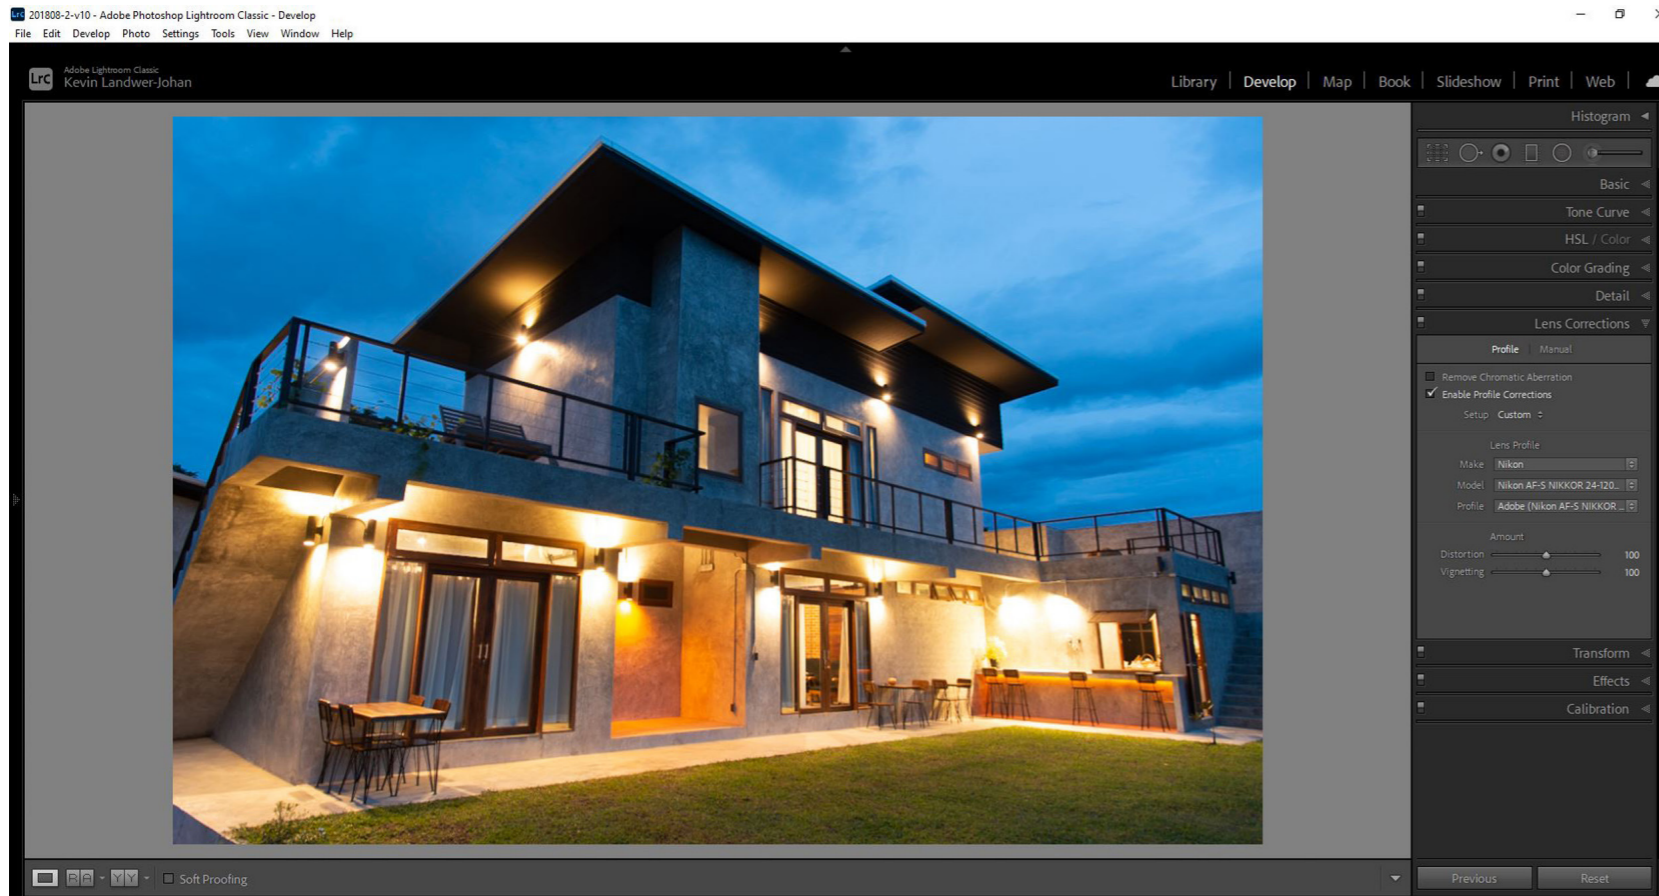 LrC 201808-2-v10 - Adobe Photoshop Lightroom Classic - Develop
File Edit Develop Photo Settings Tools View Window Help
LrC
Adobe Lightroom Classic
Kevin Landwer-Johan
Library | Develop | Map | Book | Slideshow | Print | Web |
Histogram
Basic
Tone Curve
HSL / Color
Color Grading
Detail
Lens Corrections
Profile | Manual
Remove Chromatic Aberration
Enable Profile Corrections
Setup Custom
Lens Profile
Make Nikon
Model Nikon AF-S NIKKOR 24-120...
Profile Adobe (Nikon AF-S NIKKOR ...
Amount
Distortion 100
Vignetting 100
Transform
Effects
Calibration
RA YY Soft Proofing
Previous Reset